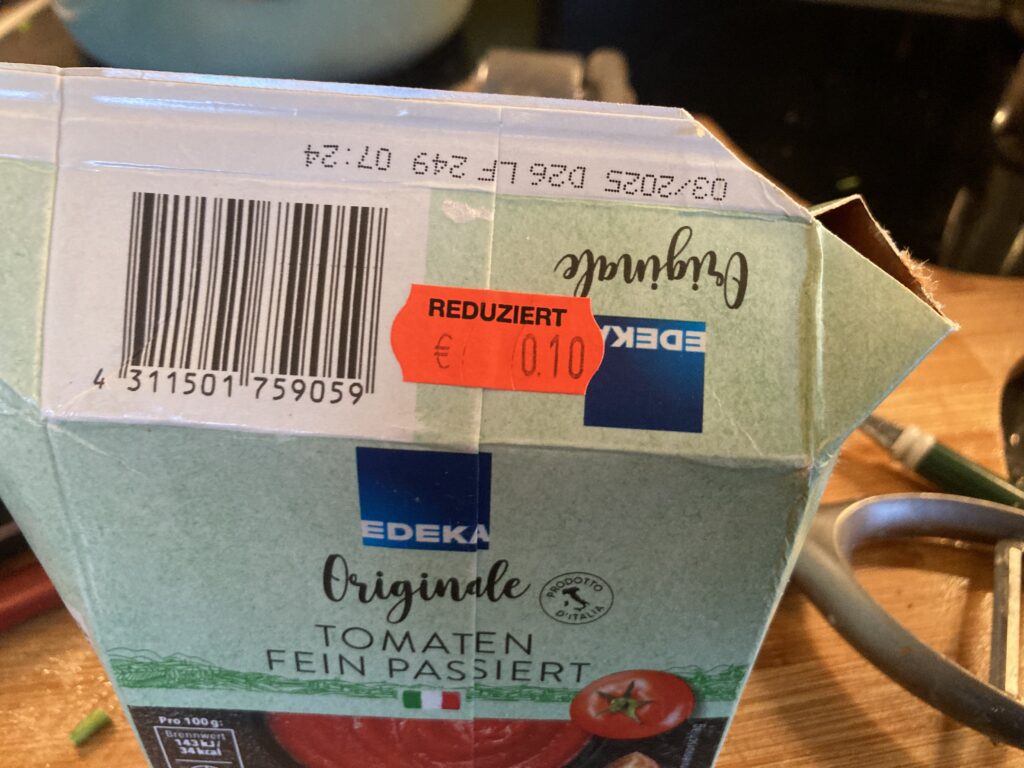 03/2025 D26 LF 249 07:24
Originale
EDEKA
REDUZIERT
€ 0.10
4 311501 759059
EDEKA
Originale
PRODOTTO
D'ITALIA
TOMATEN
FEIN PASSIERT
Pro 100 g:
Brennwert
143 kJ/
34 kcal